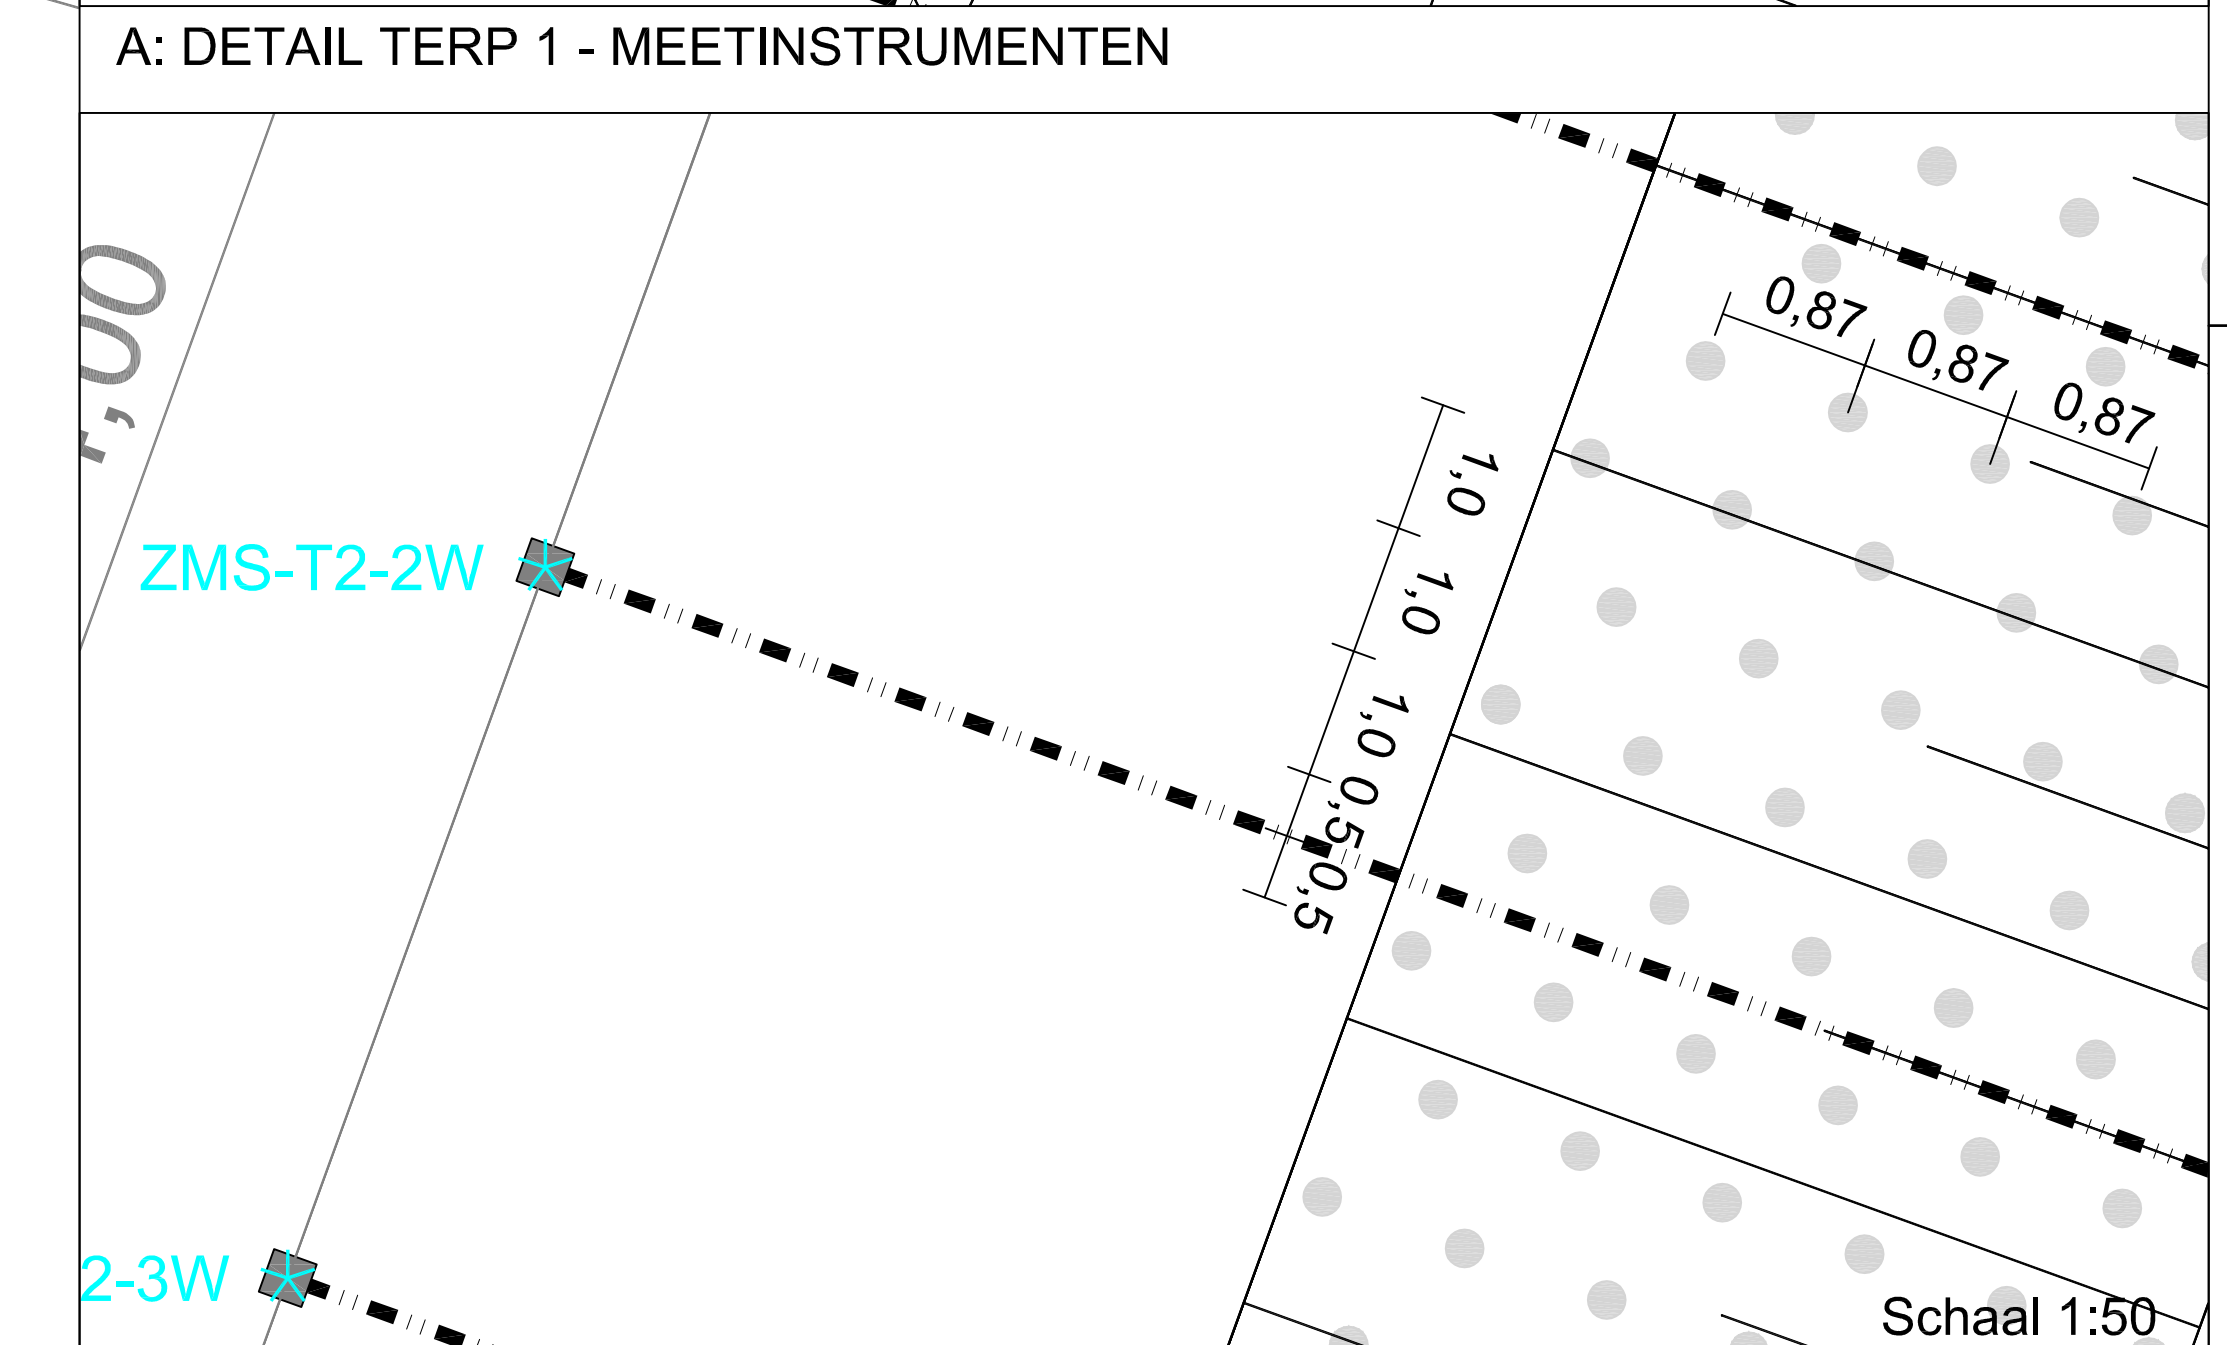 A: DETAIL TERP 1 - MEETINSTRUMENTEN
,00
0,87
0,87
0,87
1,0
1,0
1,0
0,5
0,5
ZMS-T2-2W
2-3W
Schaal 1:50